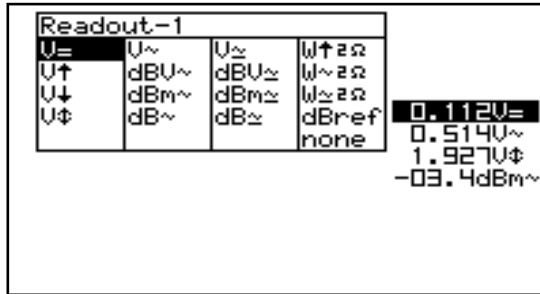 Readout-1
V= V~ V≃ W↑2Ω
V↑ dBV~ dBV≃ W~2Ω
V↓ dBm~ dBm≃ W≃2Ω
V⇕ dB~ dB≃ dBref
none
0.112V=
0.514V~
1.927V⇕
-03.4dBm~